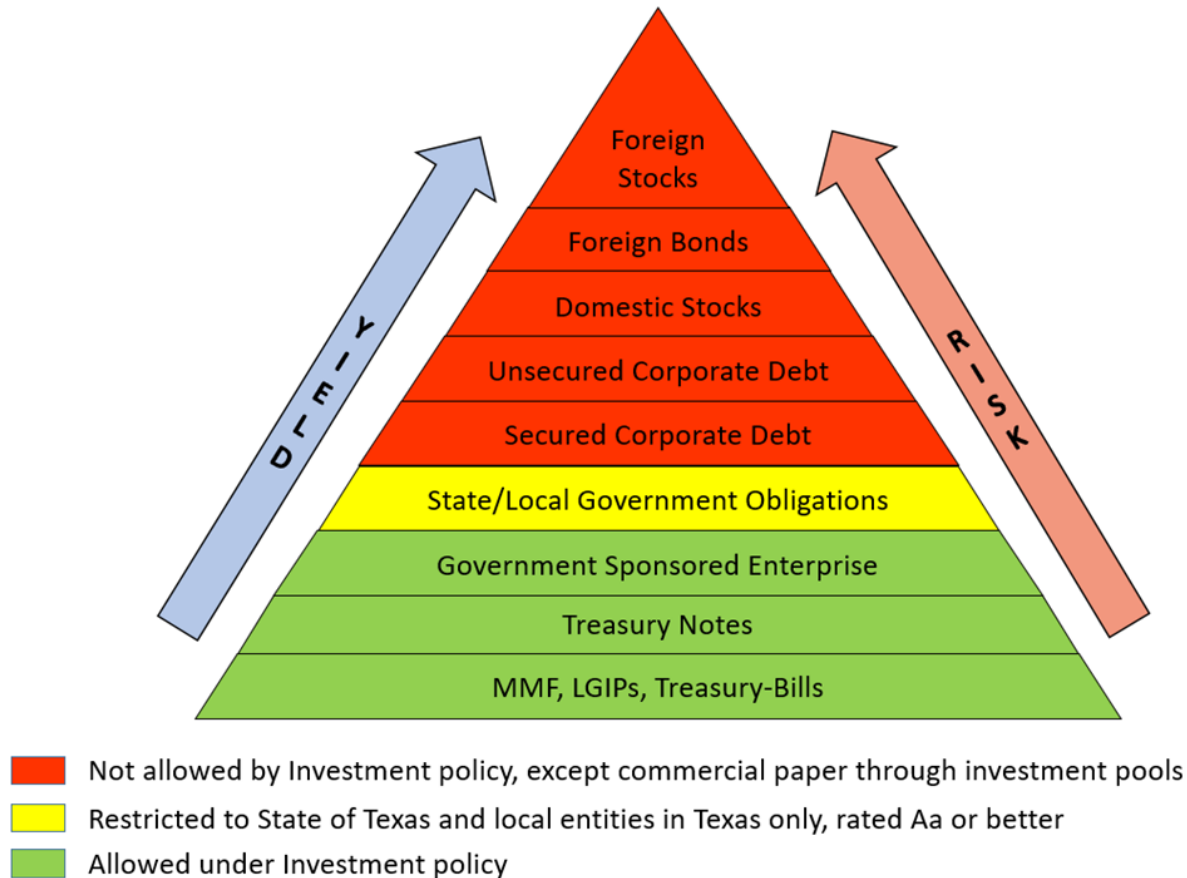 Foreign
Stocks
Foreign Bonds
Domestic Stocks
Unsecured Corporate Debt
Secured Corporate Debt
State/Local Government Obligations
Government Sponsored Enterprise
Treasury Notes
MMF, LGIPs, Treasury-Bills
YIELD
RISK
Not allowed by Investment policy, except commercial paper through investment pools
Restricted to State of Texas and local entities in Texas only, rated Aa or better
Allowed under Investment policy